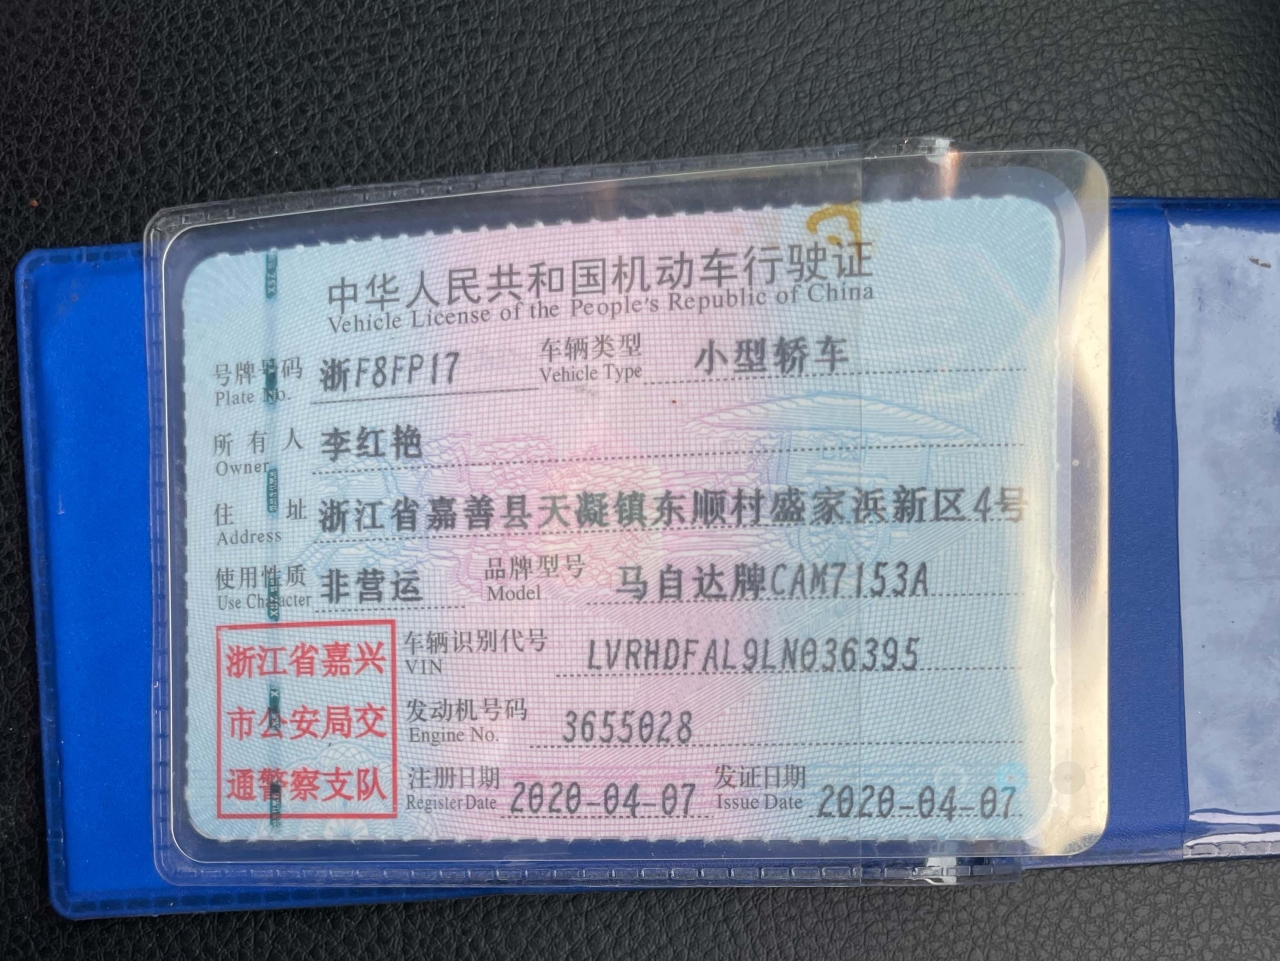 中华人民共和国机动车行驶证
Vehicle License of the People's Republic of China
号牌号码 浙F8FP17 车辆类型 小型轿车
Plate No. Vehicle Type
所有人 李红艳
Owner
住址 浙江省嘉善县天凝镇东顺村盛家浜新区4号
Address
使用性质 非营运 品牌型号 马自达牌CAM7153A
Use Character Model
浙江省嘉兴
市公安局交
通警察支队
车辆识别代号 LVRHDFAL9LN036395
VIN
发动机号码 3655028
Engine No.
注册日期 2020-04-07 发证日期 2020-04-07
Register Date Issue Date